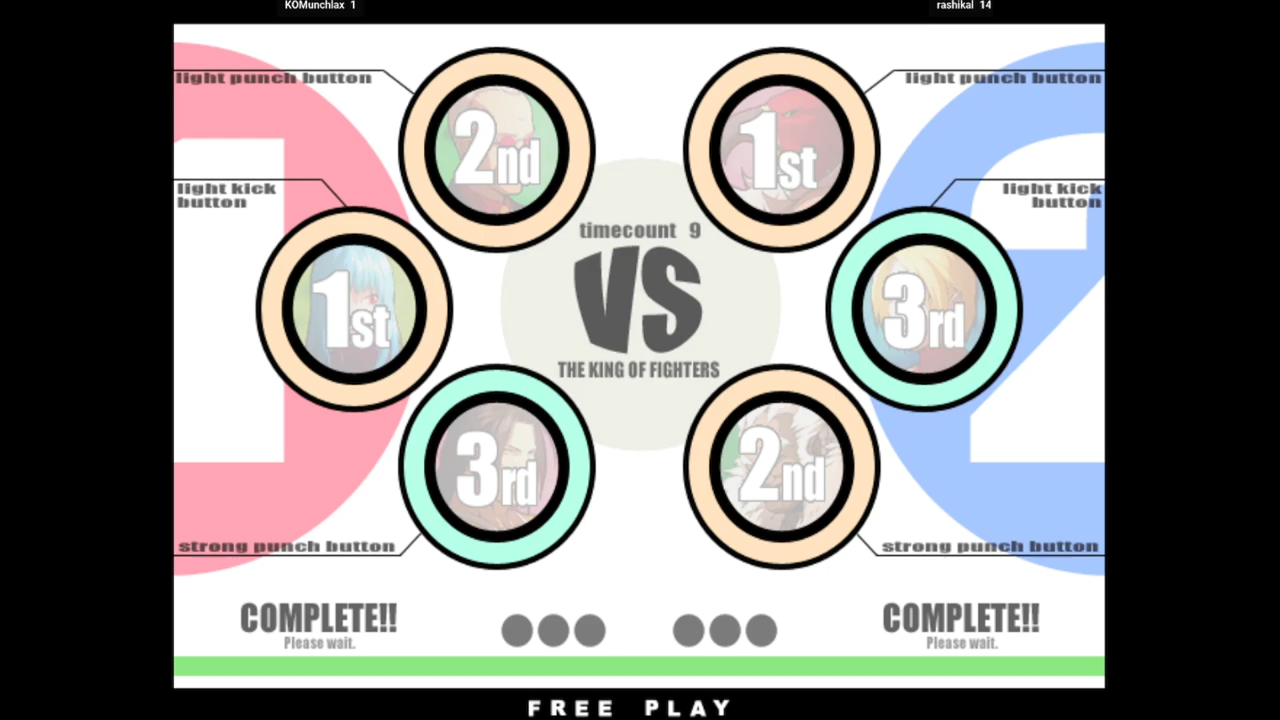 KOMunchlax 1
rashikal 14
light punch button
light punch button
2nd
1st
light kick
button
light kick
button
timecount 9
1st
VS
3rd
THE KING OF FIGHTERS
3rd
2nd
strong punch button
strong punch button
COMPLETE!!
Please wait.
COMPLETE!!
Please wait.
1
2
FREE PLAY